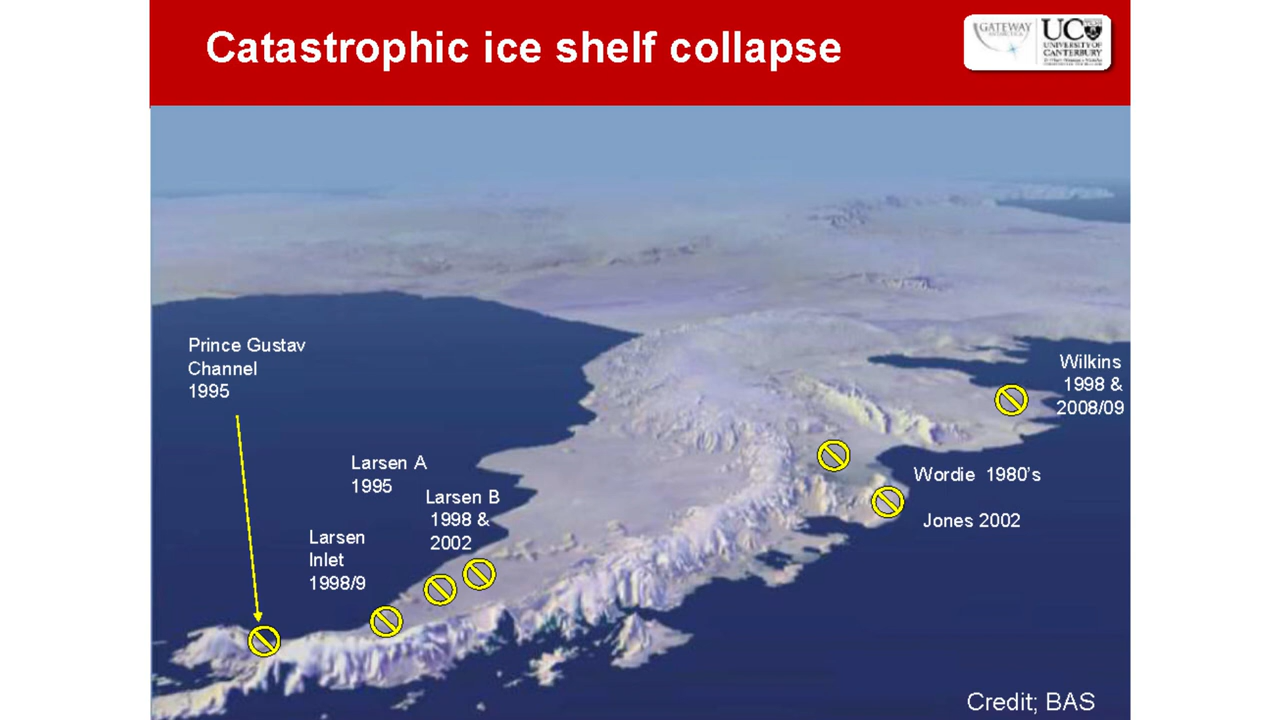 Catastrophic ice shelf collapse
GATEWAY
UC
UNIVERSITY OF
CANTERBURY
Prince Gustav
Channel
1995
Larsen A
1995
Larsen B
1998 &
2002
Larsen
Inlet
1998/9
Wilkins
1998 &
2008/09
Wordie 1980's
Jones 2002
Credit; BAS